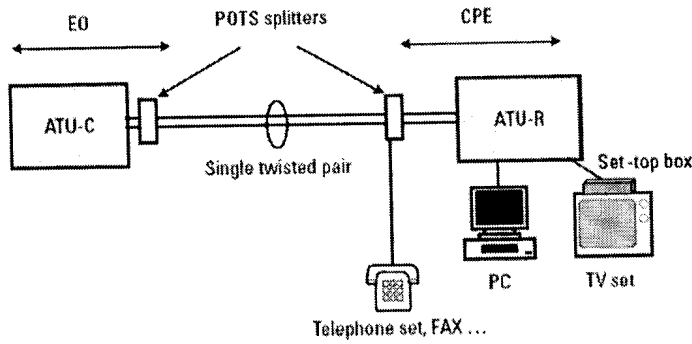 EO
POTS splitters
CPE
ATU-C
ATU-R
Single twisted pair
Set-top box
PC
TV set
Telephone set, FAX ...